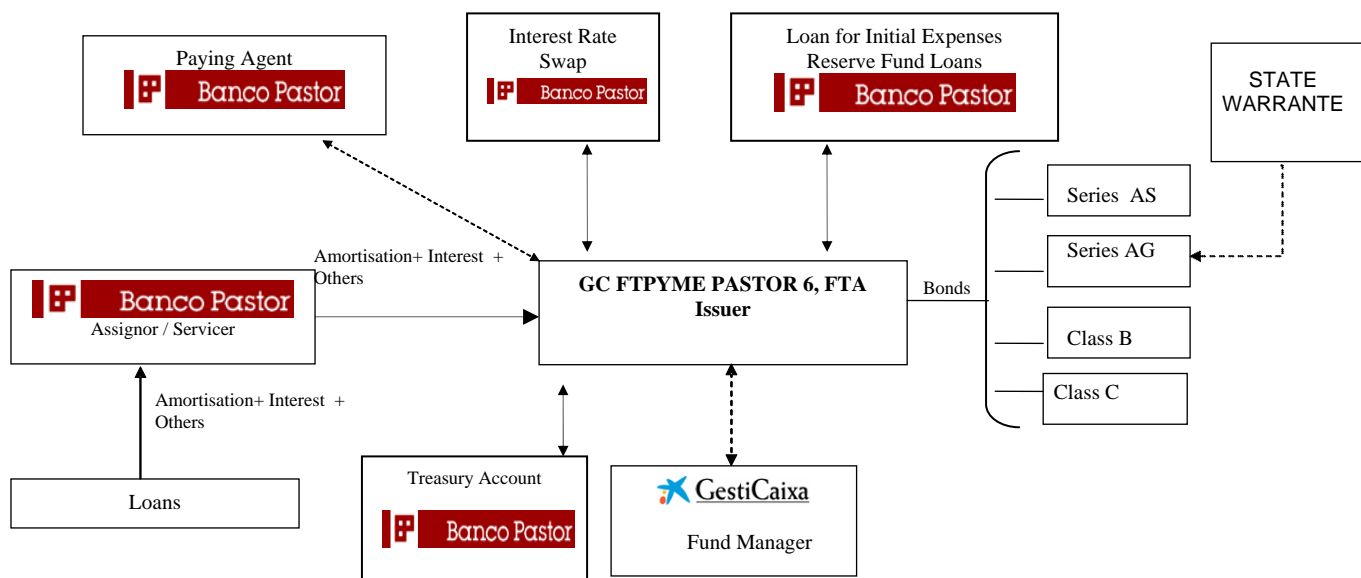 Paying Agent
Banco Pastor
Interest Rate
Swap
Banco Pastor
Loan for Initial Expenses
Reserve Fund Loans
Banco Pastor
STATE
WARRANTE
Series AS
Series AG
Class B
Class C
Bonds
Amortisation+ Interest +
Others
GC FTPYME PASTOR 6, FTA
Issuer
Banco Pastor
Assignor / Servicer
Amortisation+ Interest +
Others
Loans
Treasury Account
Banco Pastor
GestiCaixa
Fund Manager